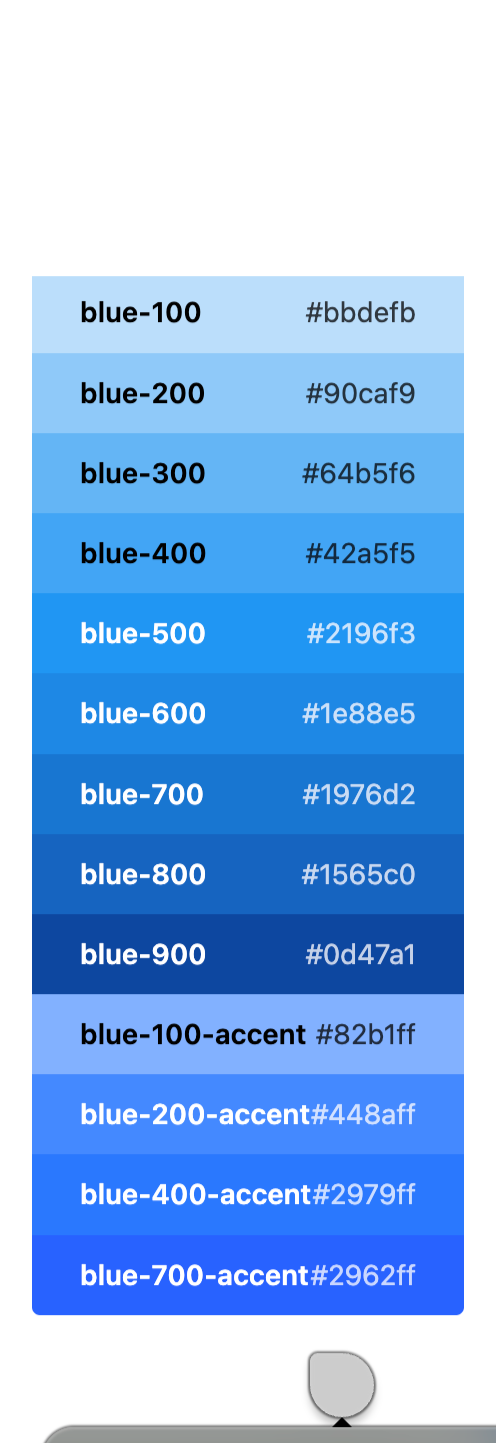 blue-100 #bbdefb
blue-200 #90caf9
blue-300 #64b5f6
blue-400 #42a5f5
blue-500 #2196f3
blue-600 #1e88e5
blue-700 #1976d2
blue-800 #1565c0
blue-900 #0d47a1
blue-100-accent #82b1ff
blue-200-accent#448aff
blue-400-accent#2979ff
blue-700-accent#2962ff